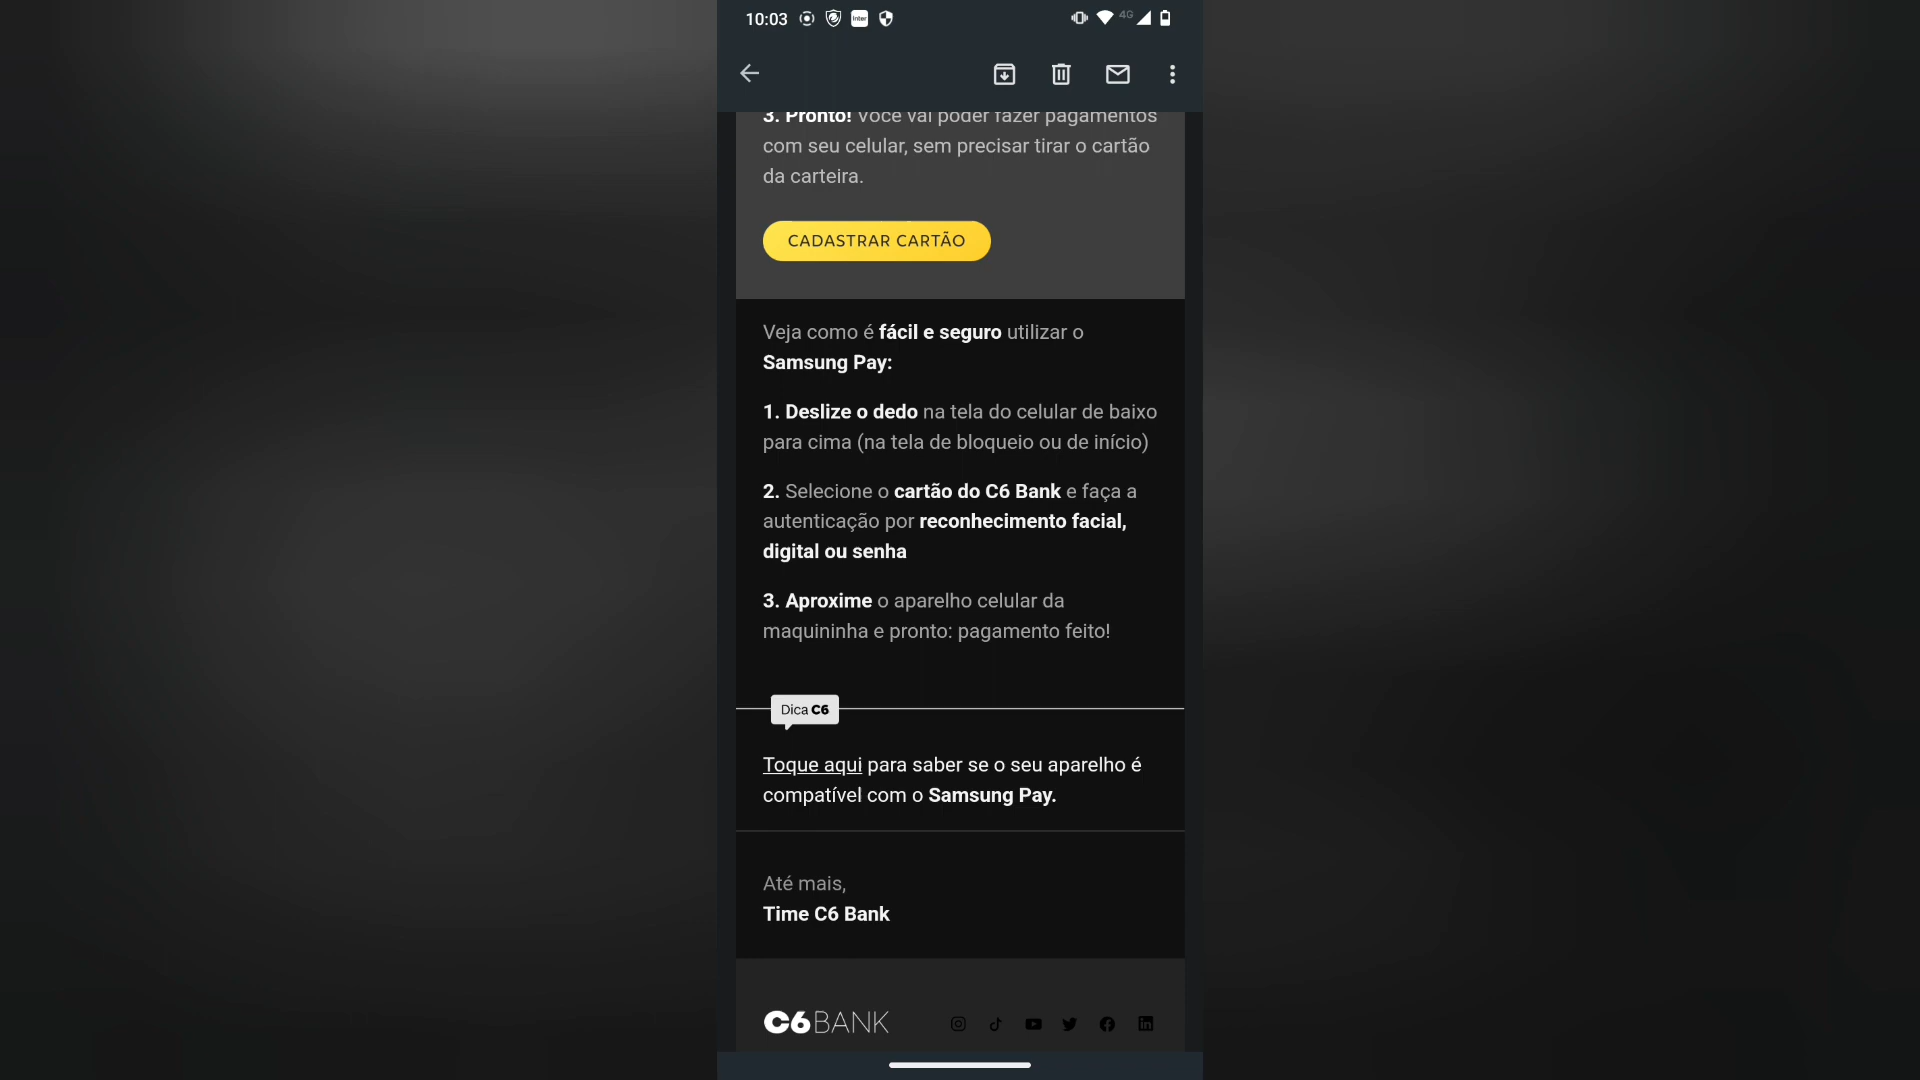 10:03
inter
4G
3. Pronto! Você vai poder fazer pagamentos
com seu celular, sem precisar tirar o cartão
da carteira.
CADASTRAR CARTÃO
Veja como é fácil e seguro utilizar o
Samsung Pay:
1. Deslize o dedo na tela do celular de baixo
para cima (na tela de bloqueio ou de início)
2. Selecione o cartão do C6 Bank e faça a
autenticação por reconhecimento facial,
digital ou senha
3. Aproxime o aparelho celular da
maquininha e pronto: pagamento feito!
Dica C6
Toque aqui para saber se o seu aparelho é
compatível com o Samsung Pay.
Até mais,
Time C6 Bank
C6BANK